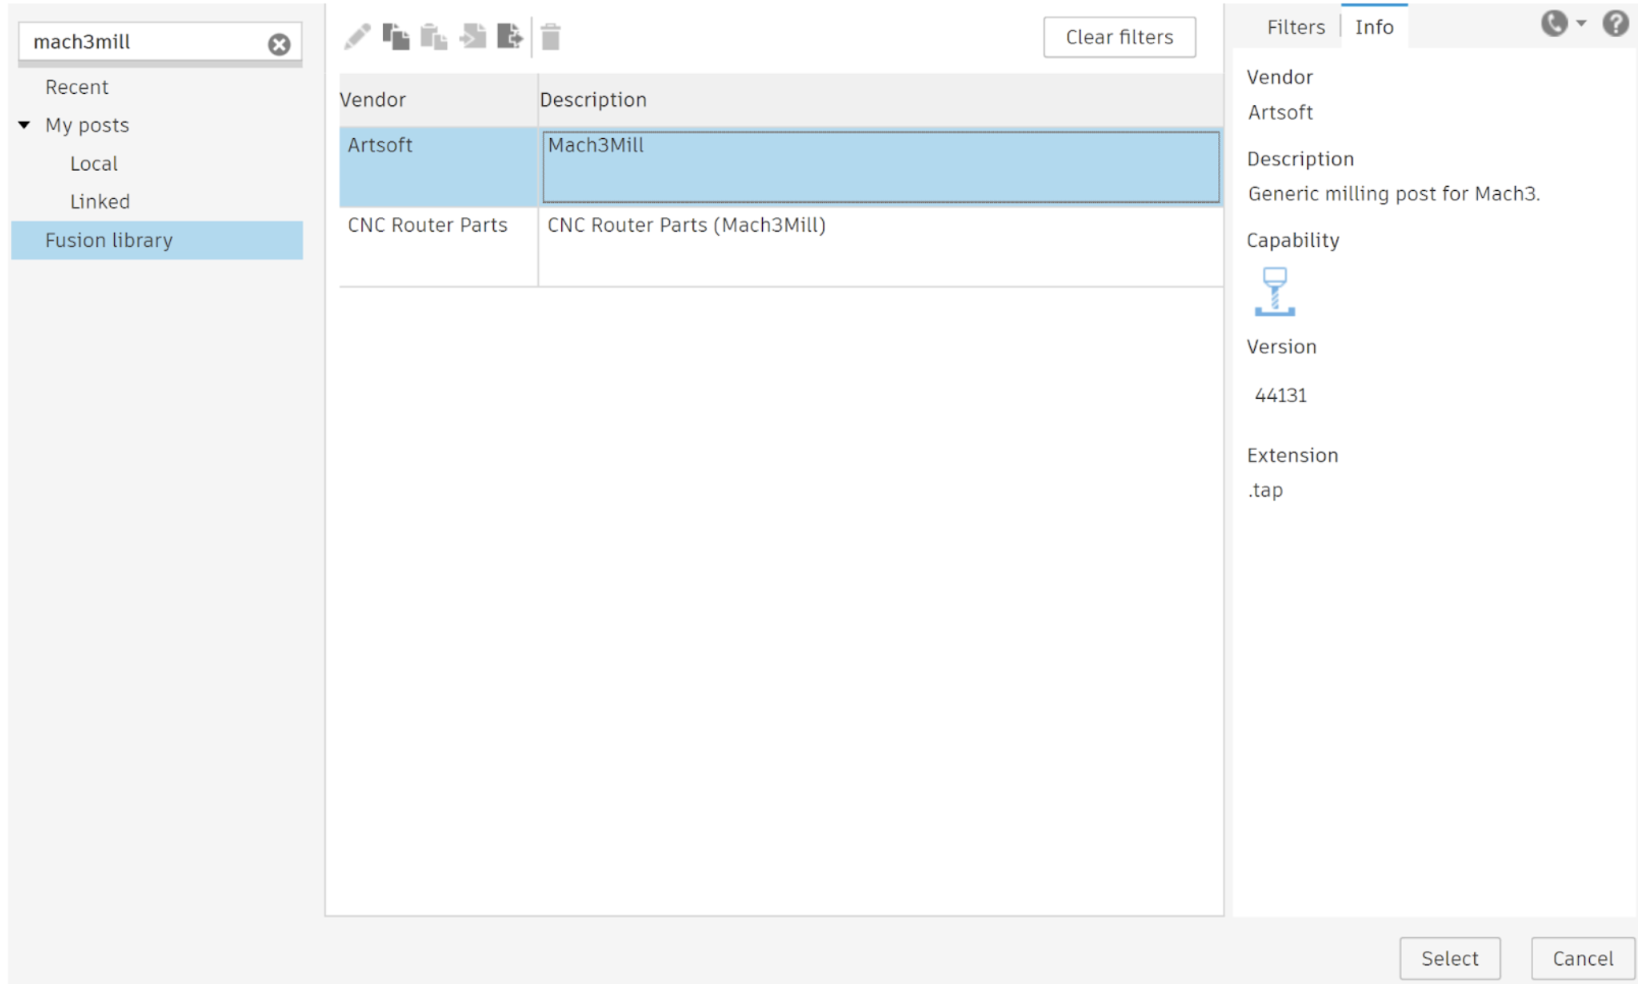 mach3mill
Recent
My posts
Local
Linked
Fusion library
Clear filters
Vendor Description
Artsoft Mach3Mill
CNC Router Parts CNC Router Parts (Mach3Mill)
Filters Info
Vendor
Artsoft
Description
Generic milling post for Mach3.
Capability
Version
44131
Extension
.tap
Select Cancel